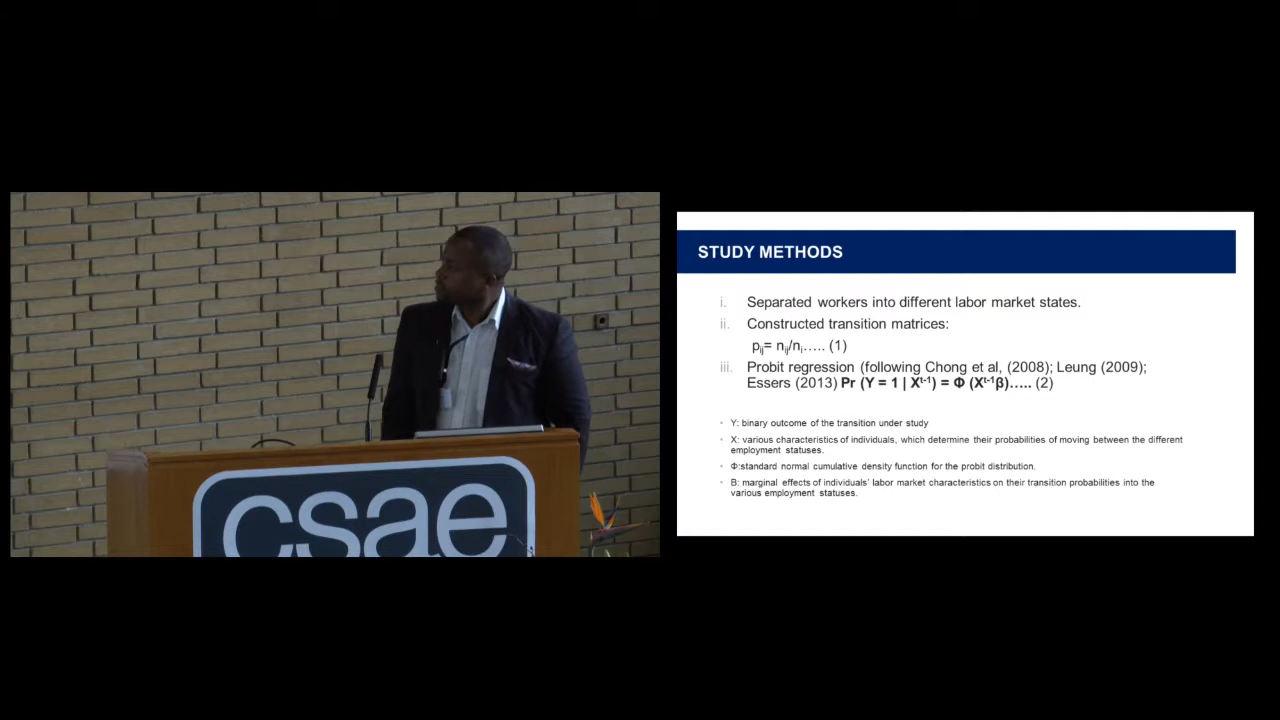 csae
STUDY METHODS
i. Separated workers into different labor market states.
ii. Constructed transition matrices:
pij= nij/ni….. (1)
iii. Probit regression (following Chong et al, (2008); Leung (2009);
Essers (2013) Pr (Y = 1 | Xt-1) = Φ (Xt-1β)….. (2)
• Y: binary outcome of the transition under study
• X: various characteristics of individuals, which determine their probabilities of moving between the different
employment statuses.
• Φ:standard normal cumulative density function for the probit distribution.
• B: marginal effects of individuals' labor market characteristics on their transition probabilities into the
various employment statuses.